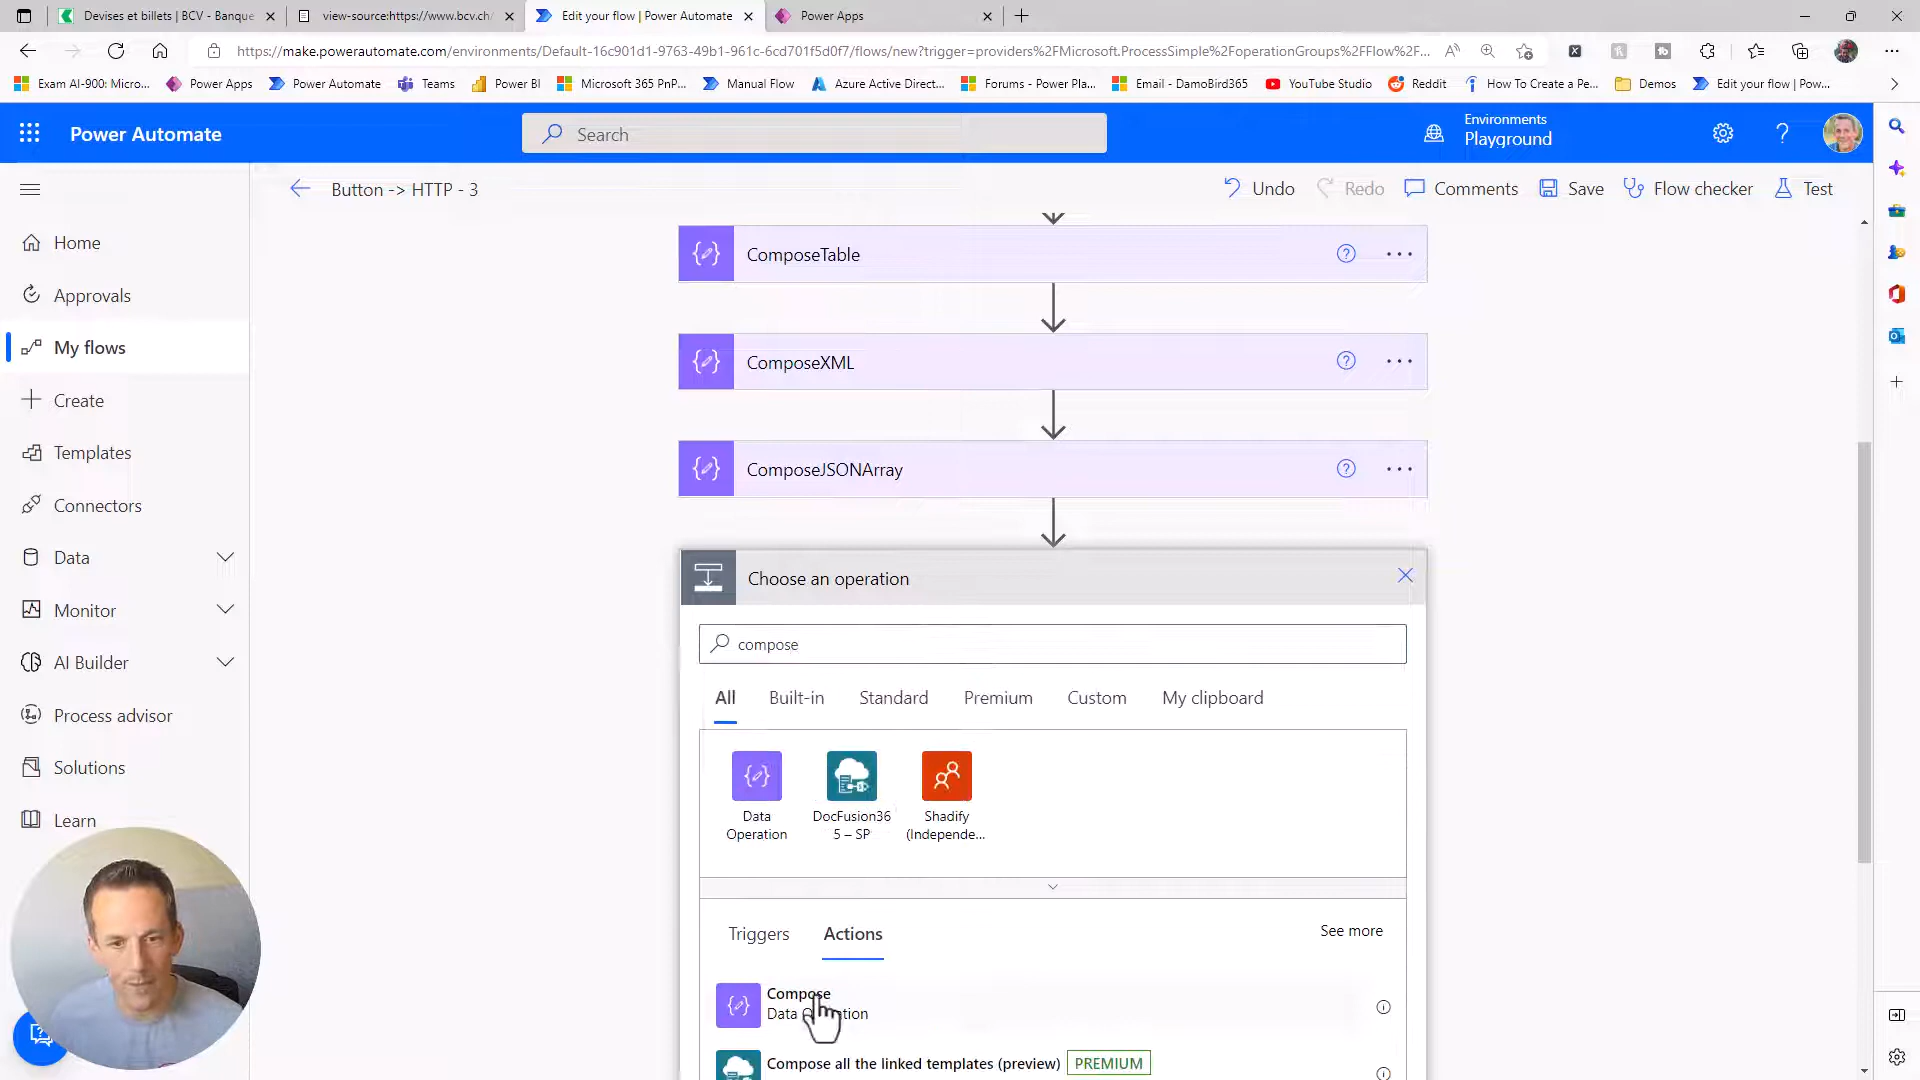 Devises et billets | BCV - Banque
view-source:https://www.bcv.ch/
Edit your flow | Power Automate
Power Apps
https://make.powerautomate.com/environments/Default-16c901d1-9763-49b1-961c-6cd701f5d0f7/flows/new?trigger=providers%2FMicrosoft.ProcessSimple%2FoperationGroups%2FFlow%2F...
Exam AI-900: Micro...
Power Apps
Power Automate
Teams
Power BI
Microsoft 365 PnP...
Manual Flow
Azure Active Direct...
Forums - Power Pla...
Email - DamoBird365
YouTube Studio
Reddit
How To Create a Pe...
Demos
Edit your flow | Pow...
Power Automate
Search
Environments
Playground
Button -> HTTP - 3
Undo
Redo
Comments
Save
Flow checker
Test
Home
Approvals
My flows
Create
Templates
Connectors
Data
Monitor
AI Builder
Process advisor
Solutions
Learn
ComposeTable
ComposeXML
ComposeJSONArray
Choose an operation
compose
All
Built-in
Standard
Premium
Custom
My clipboard
Data
Operation
DocFusion36
5 – SP
Shadify
(Independe...
Triggers
Actions
See more
Compose
Data
Compose all the linked templates (preview)
PREMIUM